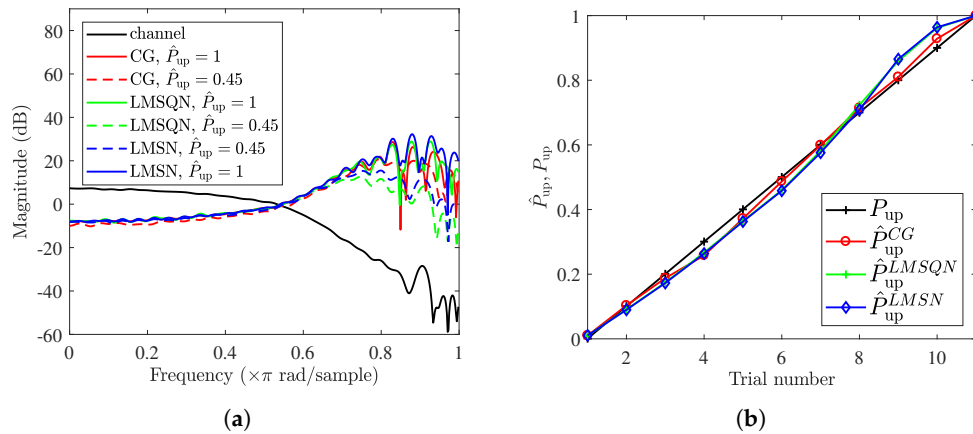 80
60
40
20
0
-20
-40
-60
Magnitude (dB)
channel
CG, P̂up = 1
CG, P̂up = 0.45
LMSQN, P̂up = 1
LMSQN, P̂up = 0.45
LMSN, P̂up = 0.45
LMSN, P̂up = 1
0 0.2 0.4 0.6 0.8 1
Frequency (×π rad/sample)
(a)
1
0.8
0.6
0.4
0.2
0
P̂up, Pup
Pup
P̂up^CG
P̂up^LMSQN
P̂up^LMSN
2 4 6 8 10
Trial number
(b)